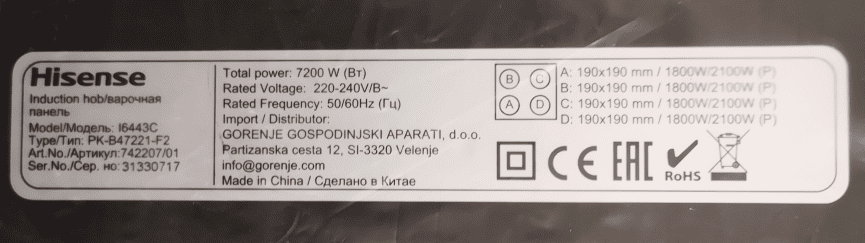 Hisense
Induction hob/варочная
панель
Model/Модель: I6443C
Type/Тип: PK-B47221-F2
Art.No./Артикул:742207/01
Ser.No./Сер. но: 31330717
Total power: 7200 W (Вт)
Rated Voltage: 220-240V/B~
Rated Frequency: 50/60Hz (Гц)
Import / Distributor:
GORENJE GOSPODINJSKI APARATI, d.o.o.
Partizanska cesta 12, SI-3320 Velenje
info@gorenje.com
Made in China / Сделано в Китае
B C
A D
A: 190x190 mm / 1800W/2100W (P)
B: 190x190 mm / 1800W/2100W (P)
C: 190x190 mm / 1800W/2100W (P)
D: 190x190 mm / 1800W/2100W (P)
CE EAC RoHS